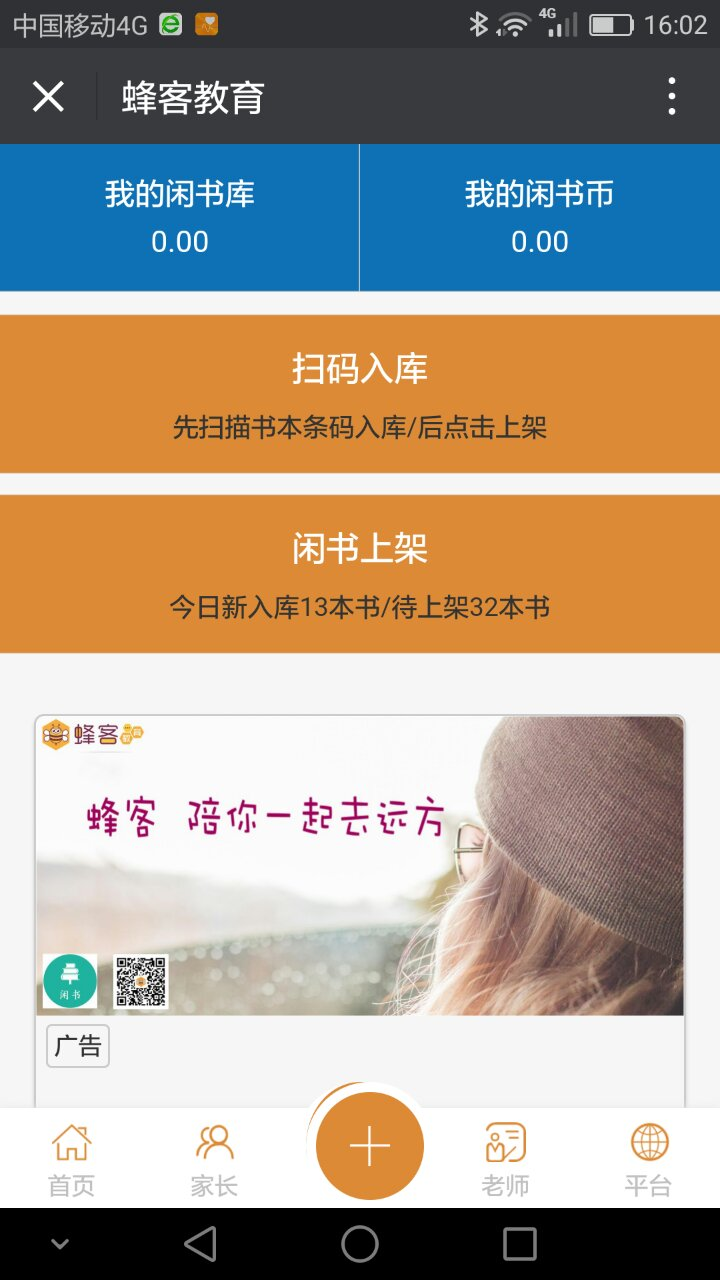 中国移动4G
4G
16:02
蜂客教育
我的闲书库
0.00
我的闲书币
0.00
扫码入库
先扫描书本条码入库/后点击上架
闲书上架
今日新入库13本书/待上架32本书
蜂客教育
蜂客 陪你一起去远方
闲书
广告
首页
家长
老师
平台